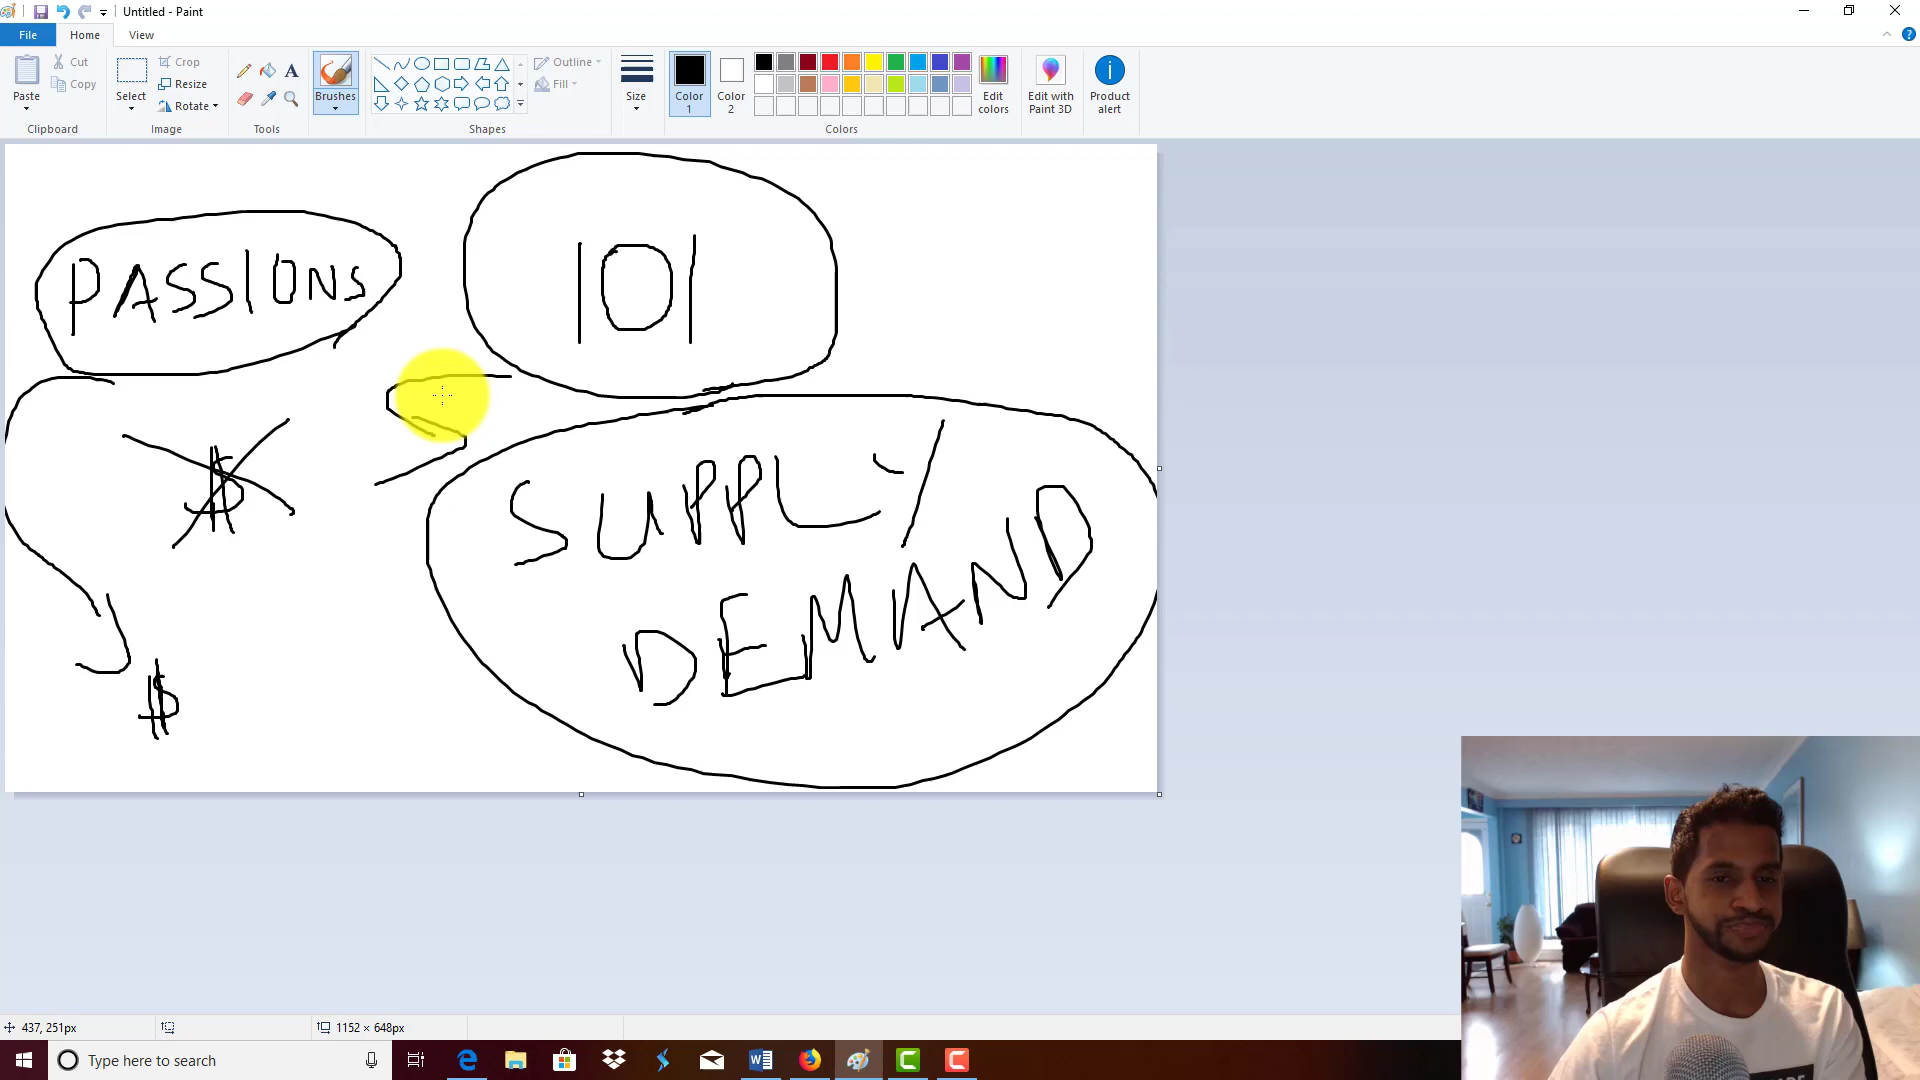 Untitled - Paint
File
Home
View
Paste
Cut
Copy
Clipboard
Select
Crop
Resize
Rotate
Image
A
Tools
Brushes
Outline
Fill
Shapes
Size
Color 1
Color 2
Edit colors
Colors
Edit with Paint 3D
Product alert
PASSIONS
101
$
$
SUPPLY
DEMAND
437, 251px
1152 × 648px
Type here to search